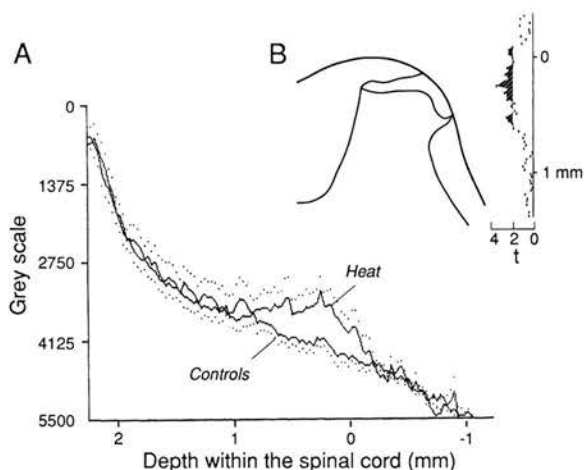 A
B
0
1375
2750
4125
5500
Grey scale
Heat
Controls
2
1
0
-1
Depth within the spinal cord (mm)
0
1 mm
4 2 0
t